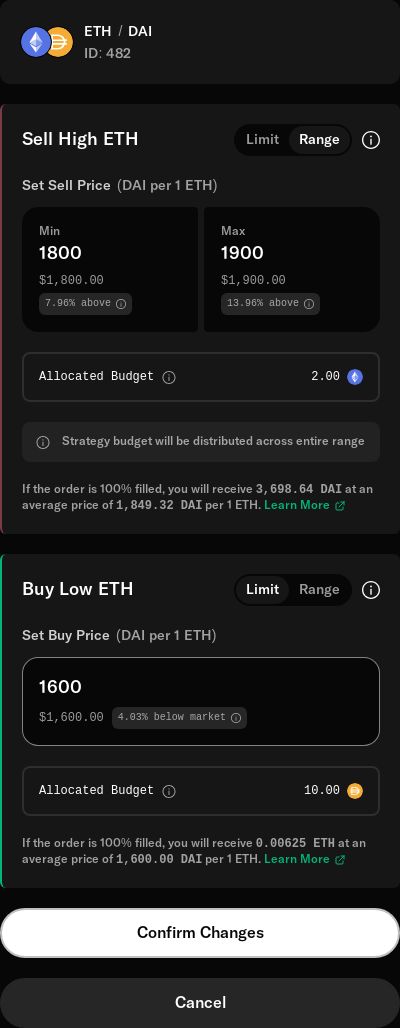 ETH / DAI
ID: 482
Sell High ETH
Limit Range
Set Sell Price (DAI per 1 ETH)
Min
1800
$1,800.00
7.96% above
Max
1900
$1,900.00
13.96% above
Allocated Budget 2.00
Strategy budget will be distributed across entire range
If the order is 100% filled, you will receive 3,698.64 DAI at an
average price of 1,849.32 DAI per 1 ETH. Learn More
Buy Low ETH
Limit Range
Set Buy Price (DAI per 1 ETH)
1600
$1,600.00 4.03% below market
Allocated Budget 10.00
If the order is 100% filled, you will receive 0.00625 ETH at an
average price of 1,600.00 DAI per 1 ETH. Learn More
Confirm Changes
Cancel